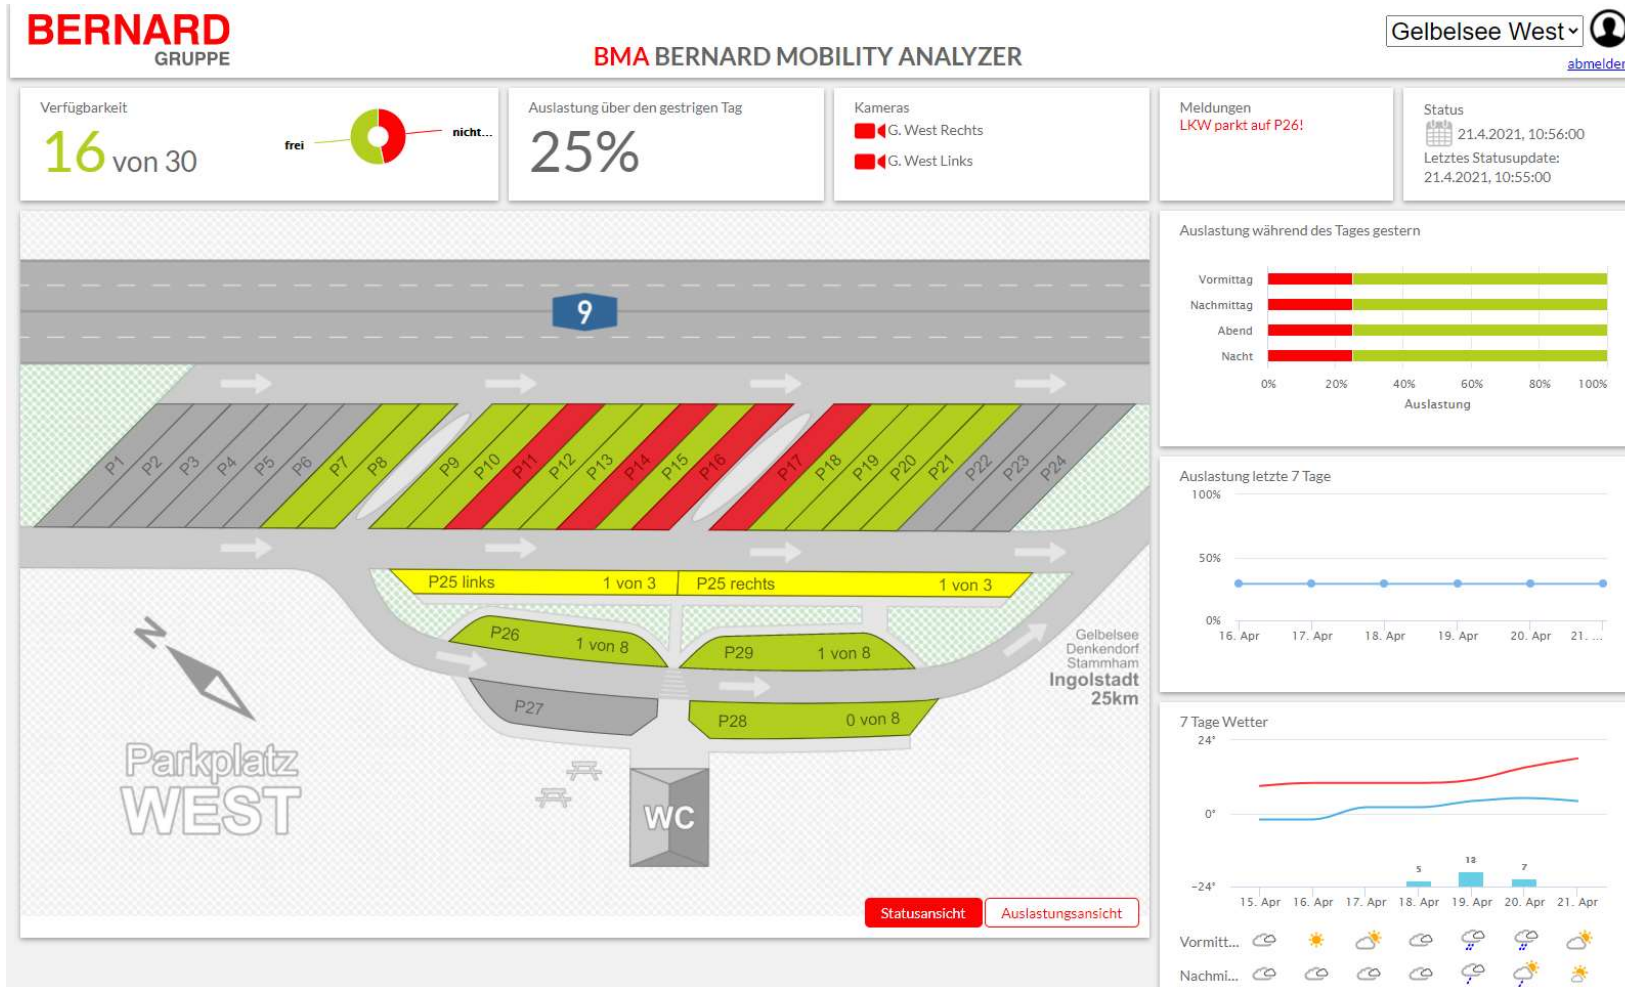 BERNARD
GRUPPE
BMA BERNARD MOBILITY ANALYZER
Gelbelsee West
abmelden
Verfügbarkeit
16 von 30
frei
nicht...
Auslastung über den gestrigen Tag
25%
Kameras
G. West Rechts
G. West Links
Meldungen
LKW parkt auf P26!
Status
21.4.2021, 10:56:00
Letztes Statusupdate:
21.4.2021, 10:55:00
9
P1 P2 P3 P4 P5 P6 P7 P8 P9 P10 P11 P12 P13 P14 P15 P16 P17 P18 P19 P20 P21 P22 P23 P24
P25 links 1 von 3 P25 rechts 1 von 3
P26 1 von 8
P29 1 von 8
P27
P28 0 von 8
N
Gelbelsee
Denkendorf
Stammham
Ingolstadt
25km
Parkplatz
WEST
WC
Statusansicht
Auslastungsansicht
Auslastung während des Tages gestern
Vormittag
Nachmittag
Abend
Nacht
0% 20% 40% 60% 80% 100%
Auslastung
Auslastung letzte 7 Tage
100%
50%
0%
16. Apr 17. Apr 18. Apr 19. Apr 20. Apr 21. ...
7 Tage Wetter
24°
0°
-24°
5 13 7
15. Apr 16. Apr 17. Apr 18. Apr 19. Apr 20. Apr 21. Apr
Vormitt...
Nachmi...